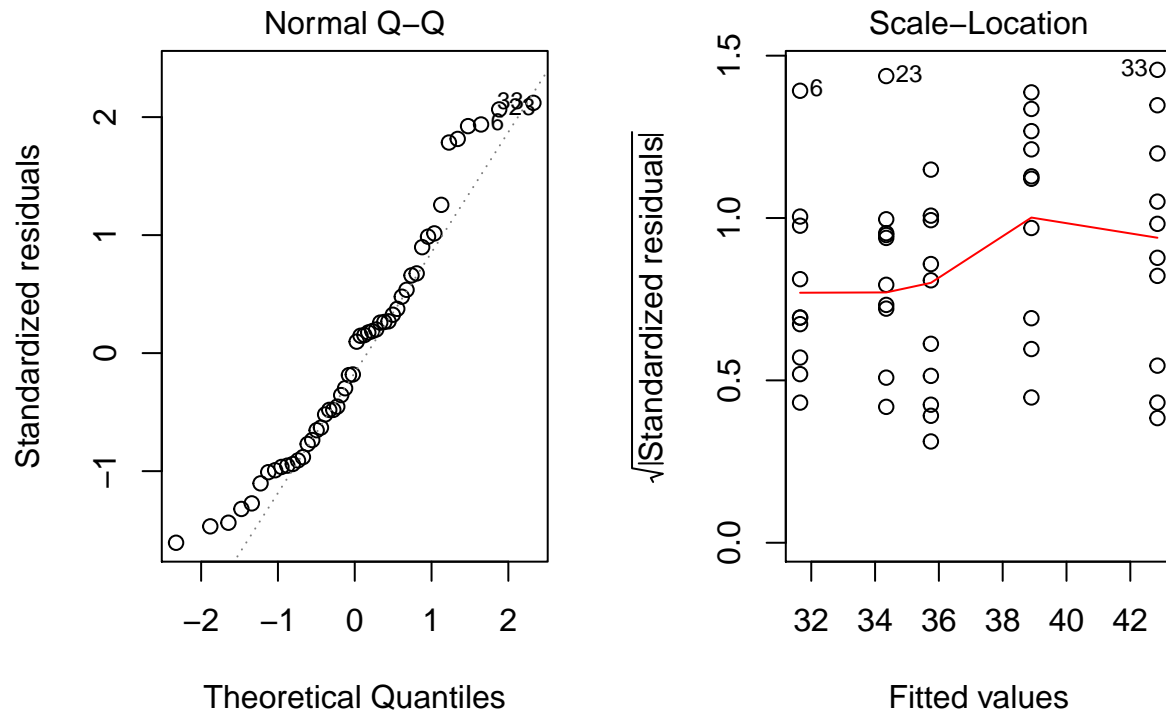 Normal Q−Q
Standardized residuals
2
1
0
−1
33
23
6
−2 −1 0 1 2
Theoretical Quantiles
Scale−Location
√|Standardized residuals|
1.5
1.0
0.5
0.0
6
23
33
32 34 36 38 40 42
Fitted values